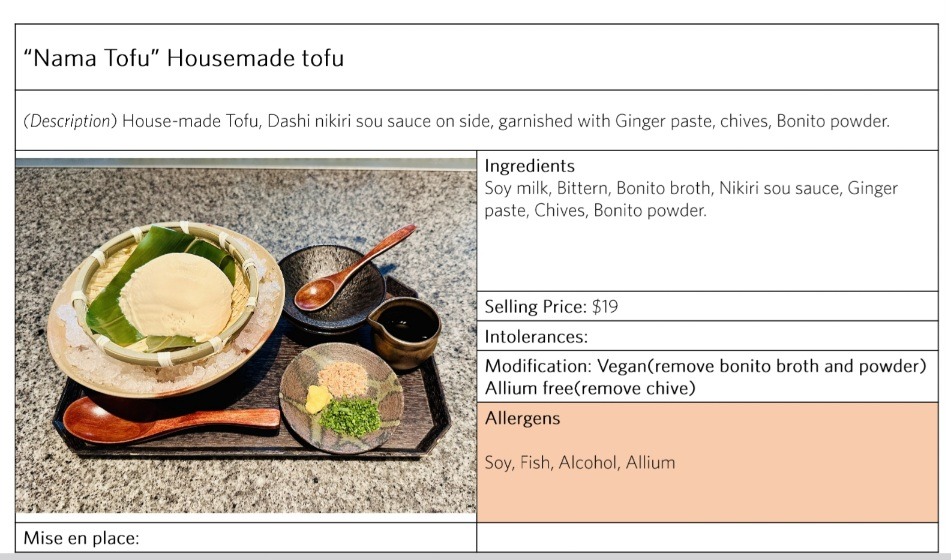 “Nama Tofu” Housemade tofu
(Description) House-made Tofu, Dashi nikiri sou sauce on side, garnished with Ginger paste, chives, Bonito powder.
Ingredients
Soy milk, Bittern, Bonito broth, Nikiri sou sauce, Ginger
paste, Chives, Bonito powder.
Selling Price: $19
Intolerances:
Modification: Vegan(remove bonito broth and powder)
Allium free(remove chive)
Allergens
Soy, Fish, Alcohol, Allium
Mise en place: